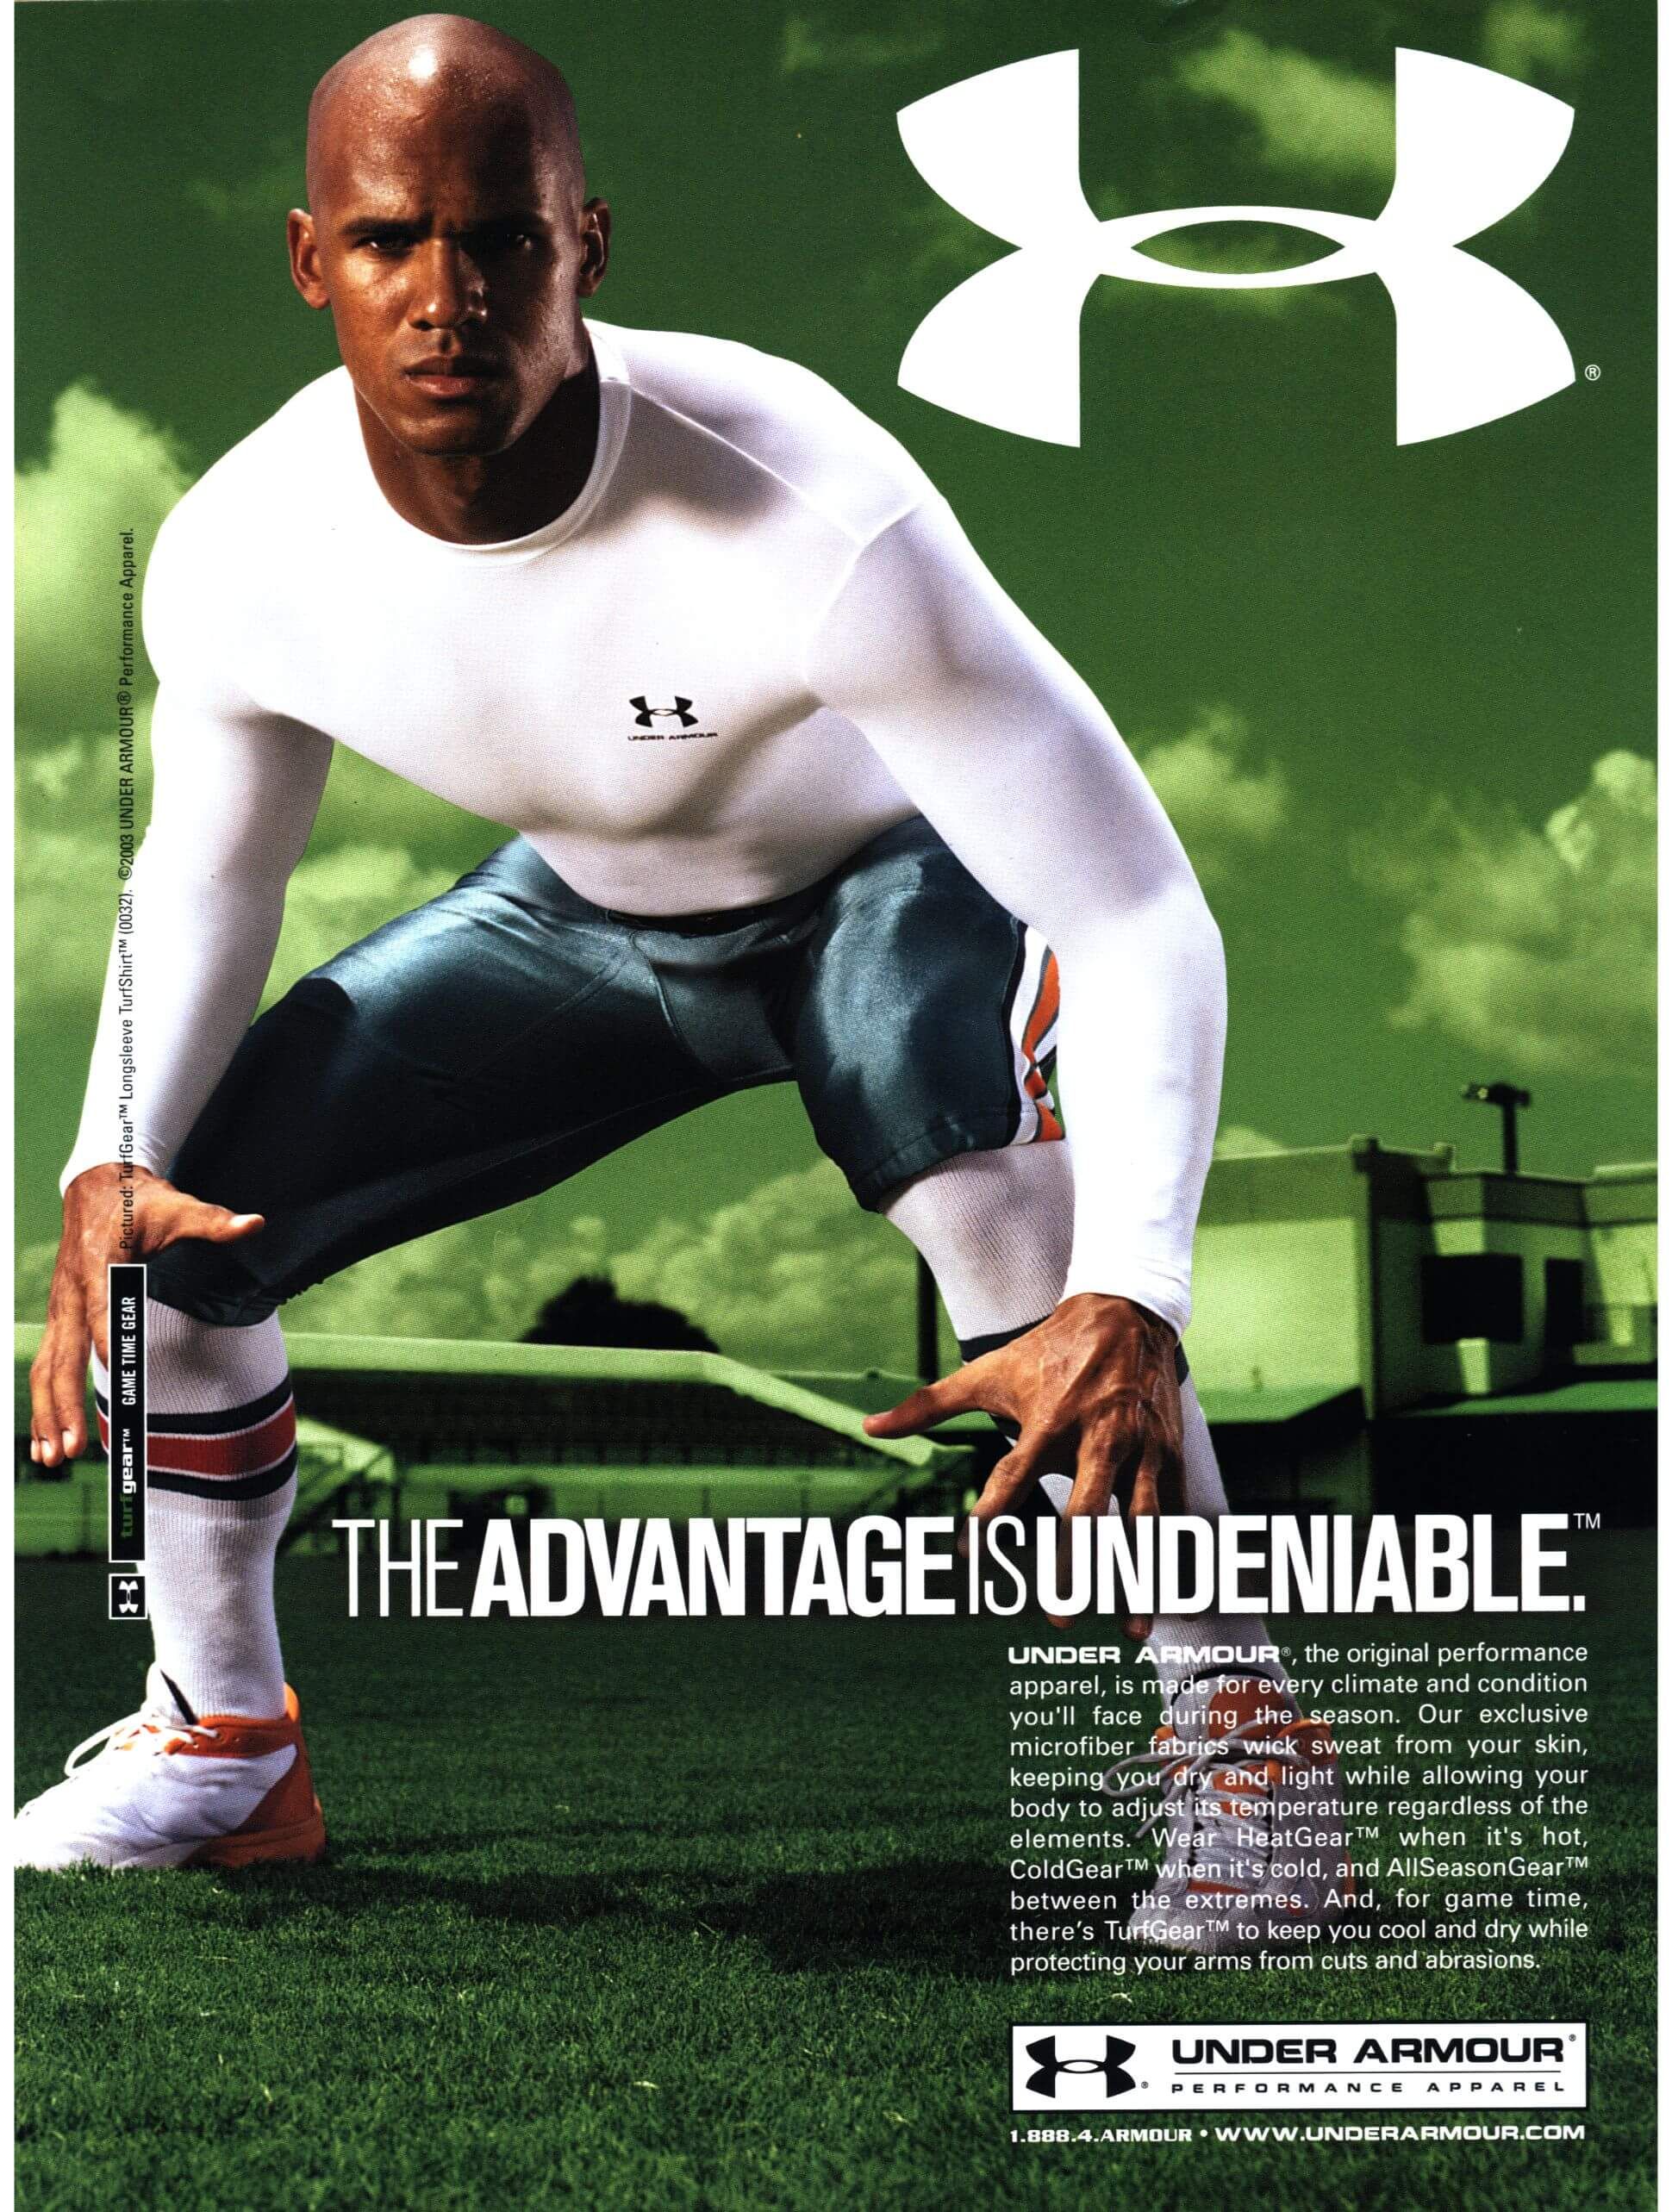 ®
UNDER ARMOUR
Pictured: TurfGear™ Longsleeve TurfShirt™ (0032). ©2003 UNDER ARMOUR® Performance Apparel.
turfgear™ GAME TIME GEAR
THE ADVANTAGE IS UNDENIABLE.™
UNDER ARMOUR®, the original performance
apparel, is made for every climate and condition
you'll face during the season. Our exclusive
microfiber fabrics wick sweat from your skin,
keeping you dry and light while allowing your
body to adjust its temperature regardless of the
elements. Wear HeatGear™ when it's hot,
ColdGear™ when it's cold, and AllSeasonGear™
between the extremes. And, for game time,
there's TurfGear™ to keep you cool and dry while
protecting your arms from cuts and abrasions.
® UNDER ARMOUR®
PERFORMANCE APPAREL
1.888.4.ARMOUR • WWW.UNDERARMOUR.COM